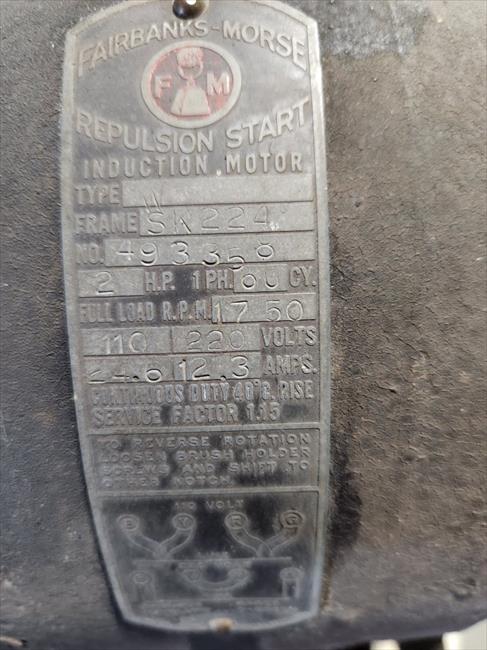 FAIRBANKS-MORSE
F M
REPULSION START
INDUCTION MOTOR
TYPE
FRAME SK224
NO. 493358
2 H.P. 1 PH. 60 CY.
FULL LOAD R.P.M. 1750
110 220 VOLTS
24.6 12.3 AMPS.
CONTINUOUS DUTY 40°C. RISE
SERVICE FACTOR 1.15
TO REVERSE ROTATION
LOOSEN BRUSH HOLDER
SCREWS AND SHIFT TO
OTHER NOTCH
110 VOLT
B Y R G